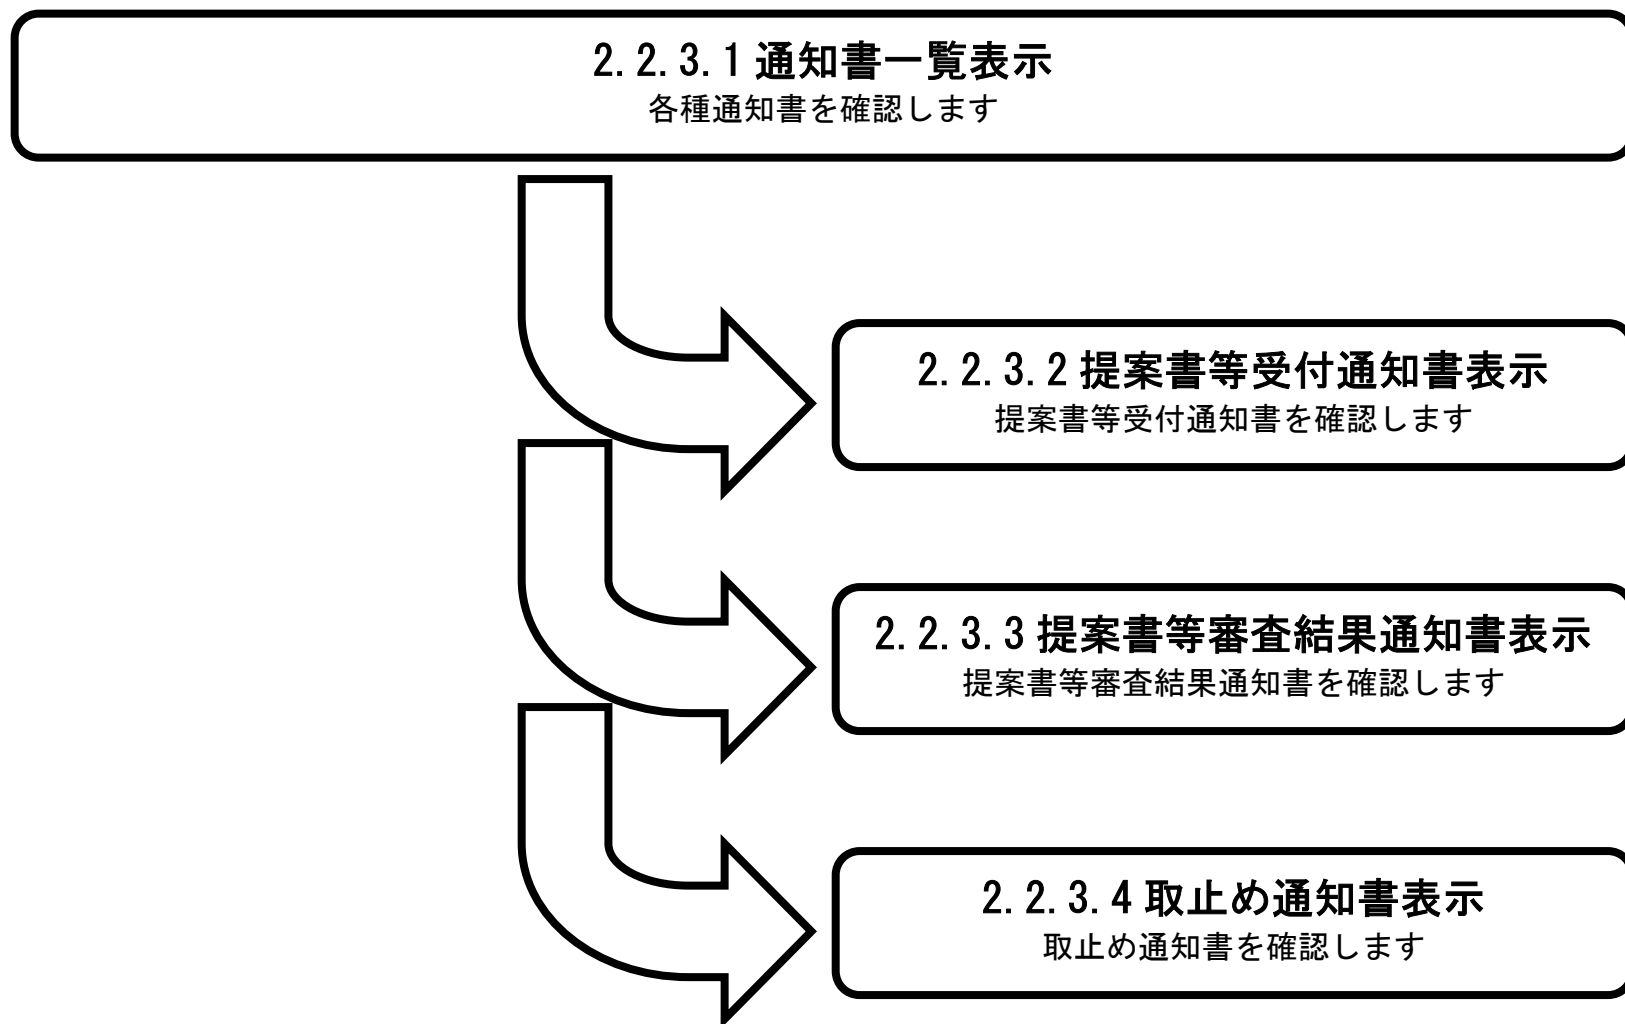 2.2.3.1 通知書一覧表示
各種通知書を確認します
2.2.3.2 提案書等受付通知書表示
提案書等受付通知書を確認します
2.2.3.3 提案書等審査結果通知書表示
提案書等審査結果通知書を確認します
2.2.3.4 取止め通知書表示
取止め通知書を確認します